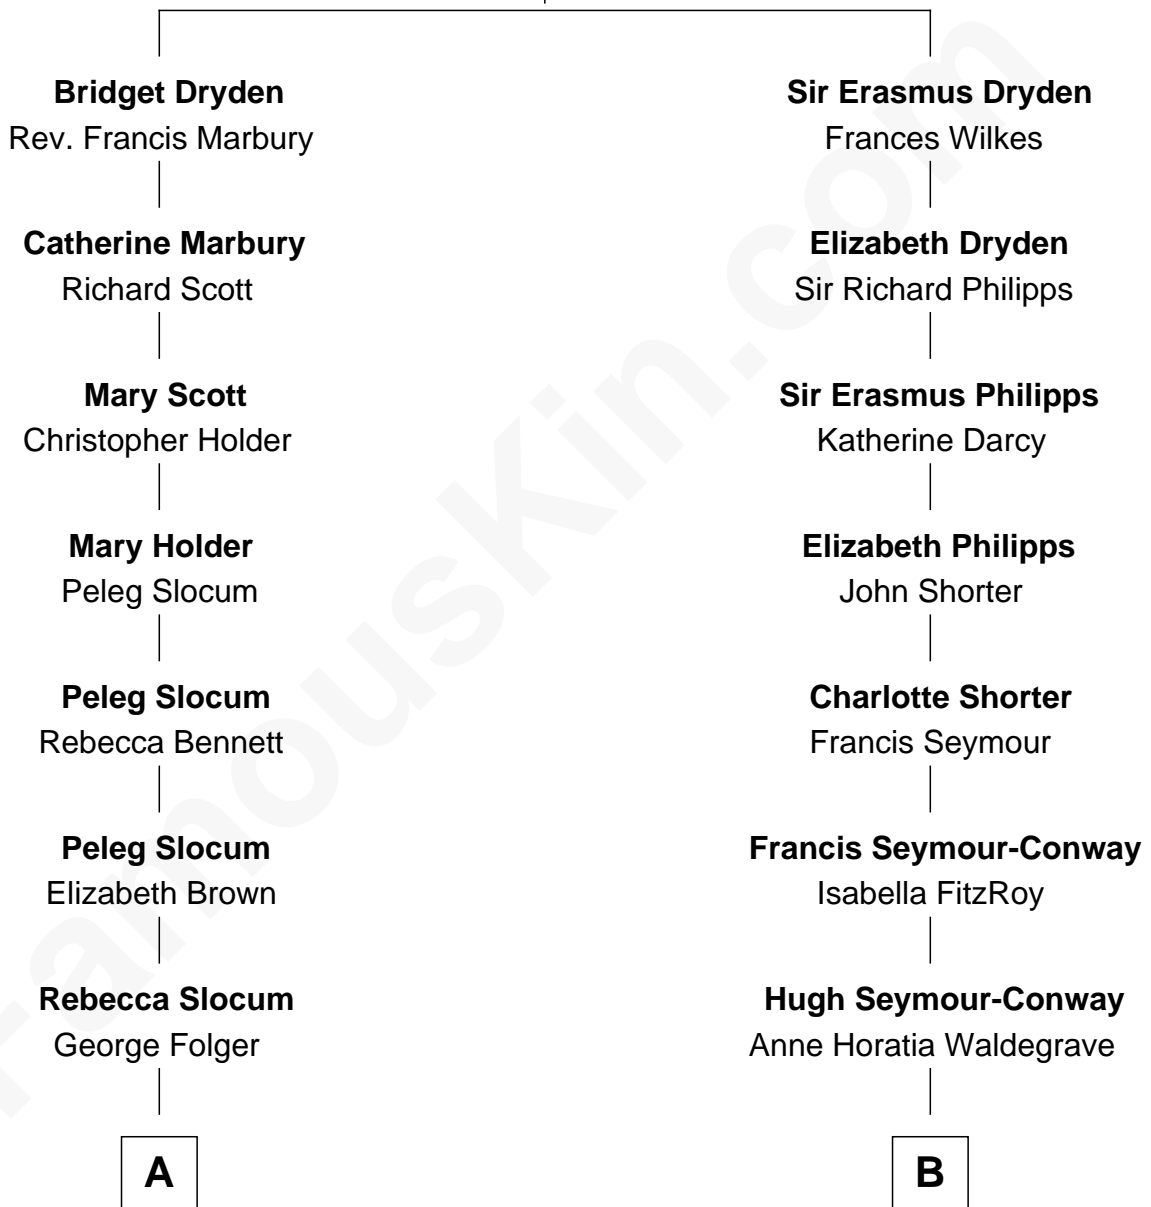 Bridget Dryden
Rev. Francis Marbury
Catherine Marbury
Richard Scott
Mary Scott
Christopher Holder
Mary Holder
Peleg Slocum
Peleg Slocum
Rebecca Bennett
Peleg Slocum
Elizabeth Brown
Rebecca Slocum
George Folger
A
Sir Erasmus Dryden
Frances Wilkes
Elizabeth Dryden
Sir Richard Philipps
Sir Erasmus Philipps
Katherine Darcy
Elizabeth Philipps
John Shorter
Charlotte Shorter
Francis Seymour
Francis Seymour-Conway
Isabella FitzRoy
Hugh Seymour-Conway
Anne Horatia Waldegrave
B
FamousKin.com